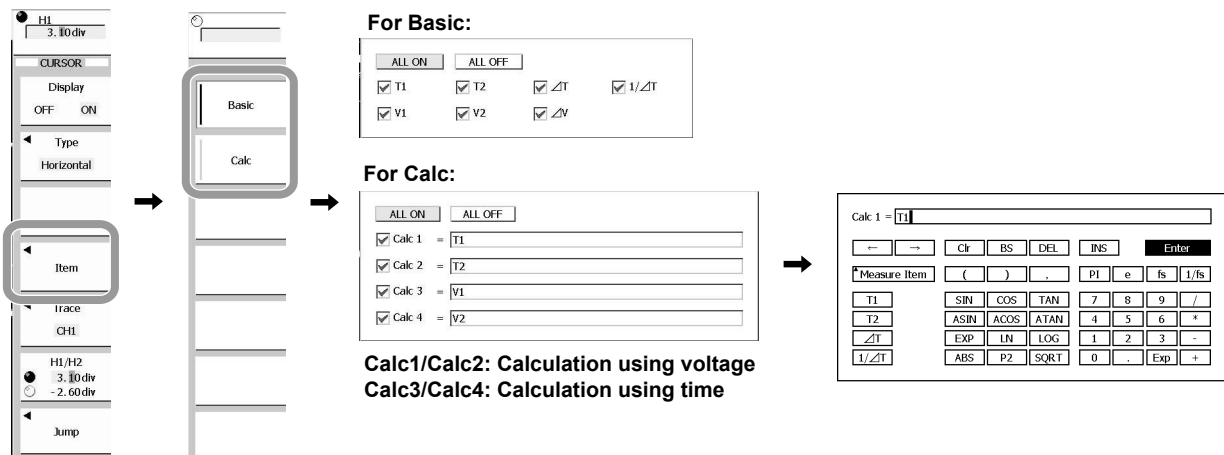 H1
3.10div
CURSOR
Display
OFF ON
Type
Horizontal
Item
Trace
CH1
H1/H2
3.10div
-2.60div
Jump
Basic
Calc
For Basic:
ALL ON ALL OFF
T1 T2 ⊿T 1/⊿T
V1 V2 ⊿V
For Calc:
ALL ON ALL OFF
Calc 1 = T1
Calc 2 = T2
Calc 3 = V1
Calc 4 = V2
Calc1/Calc2: Calculation using voltage
Calc3/Calc4: Calculation using time
Calc 1 = T1
← → Clr BS DEL INS Enter
Measure Item ( ) , PI e fs 1/fs
T1 SIN COS TAN 7 8 9 /
T2 ASIN ACOS ATAN 4 5 6 *
⊿T EXP LN LOG 1 2 3 -
1/⊿T ABS P2 SQRT 0 . Exp +